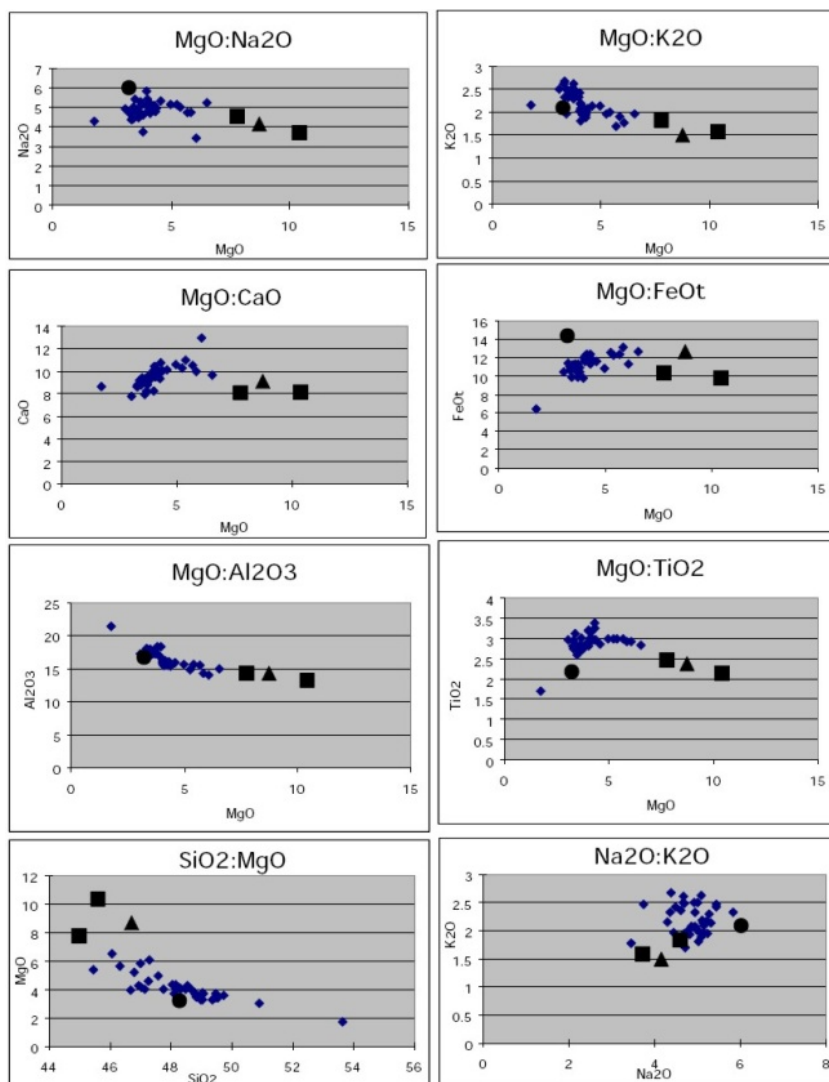 MgO:Na2O
7
6
5
4
3
2
1
0
Na2O
0 5 10 15
MgO
MgO:K2O
3
2.5
2
1.5
1
0.5
0
K2O
0 5 10 15
MgO
MgO:CaO
14
12
10
8
6
4
2
0
CaO
0 5 10 15
MgO
MgO:FeOt
16
14
12
10
8
6
4
2
0
FeOt
0 5 10 15
MgO
MgO:Al2O3
25
20
15
10
5
0
Al2O3
0 5 10 15
MgO
MgO:TiO2
4
3.5
3
2.5
2
1.5
1
0.5
0
TiO2
0 5 10 15
MgO
SiO2:MgO
12
10
8
6
4
2
0
MgO
44 46 48 50 52 54 56
SiO2
Na2O:K2O
3
2.5
2
1.5
1
0.5
0
K2O
0 2 4 6 8
Na2O